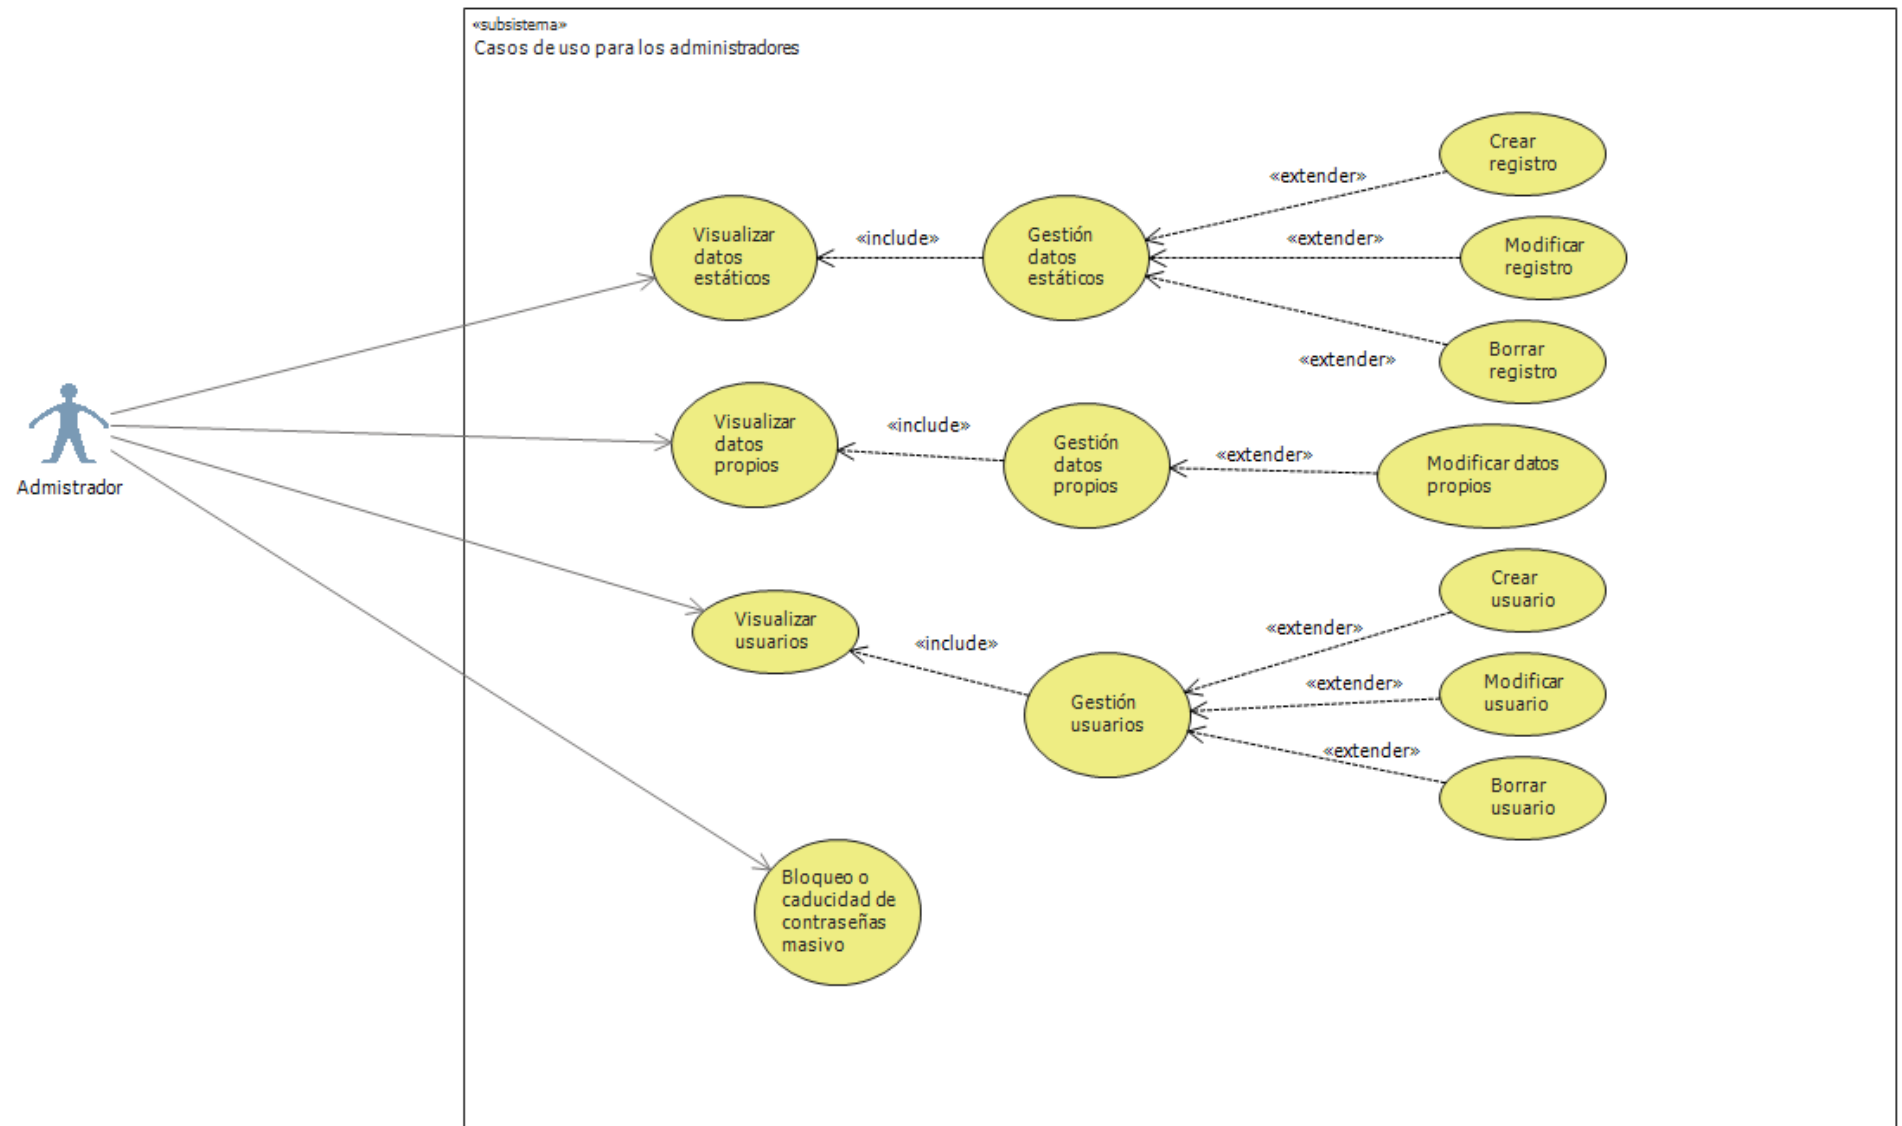 «subsistema»
Casos de uso para los administradores
Crear
registro
«extender»
Visualizar
datos
estáticos
«include»
Gestión
datos
estáticos
«extender»
Modificar
registro
«extender»
Borrar
registro
Admistrador
Visualizar
datos
propios
«include»
Gestión
datos
propios
«extender»
Modificar datos
propios
Crear
usuario
Visualizar
usuarios
«include»
«extender»
Gestión
usuarios
«extender»
Modificar
usuario
«extender»
Borrar
usuario
Bloqueo o
caducidad de
contraseñas
masivo